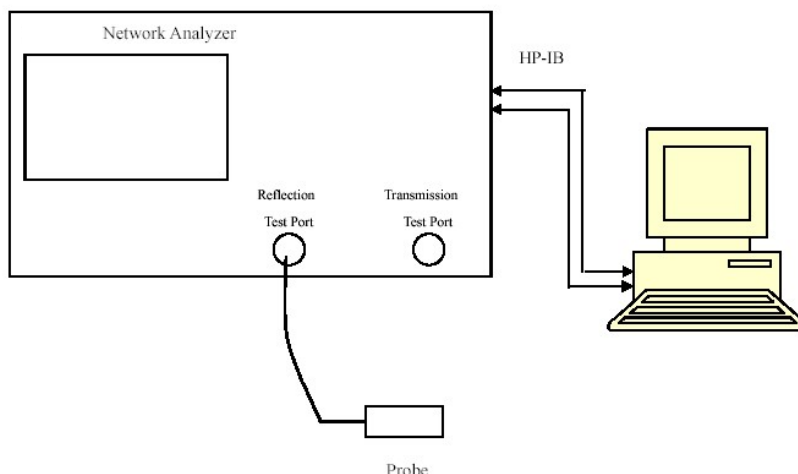 Network Analyzer
HP-IB
Reflection
Test Port
Transmission
Test Port
Probe